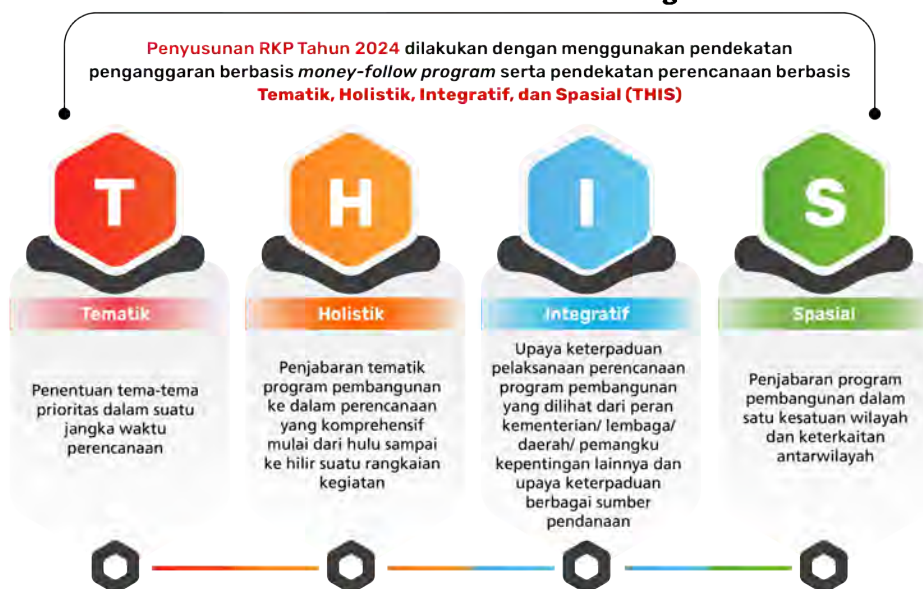 Penyusunan RKP Tahun 2024 dilakukan dengan menggunakan pendekatan
penganggaran berbasis money-follow program serta pendekatan perencanaan berbasis
Tematik, Holistik, Integratif, dan Spasial (THIS)
T
H
I
S
Tematik
Penentuan tema-tema
prioritas dalam suatu
jangka waktu
perencanaan
Holistik
Penjabaran tematik
program pembangunan
ke dalam perencanaan
yang komprehensif
mulai dari hulu sampai
ke hilir suatu rangkaian
kegiatan
Integratif
Upaya keterpaduan
pelaksanaan perencanaan
program pembangunan
yang dilihat dari peran
kementerian/ lembaga/
daerah/ pemangku
kepentingan lainnya dan
upaya keterpaduan
berbagai sumber
pendanaan
Spasial
Penjabaran program
pembangunan dalam
satu kesatuan wilayah
dan keterkaitan
antarwilayah